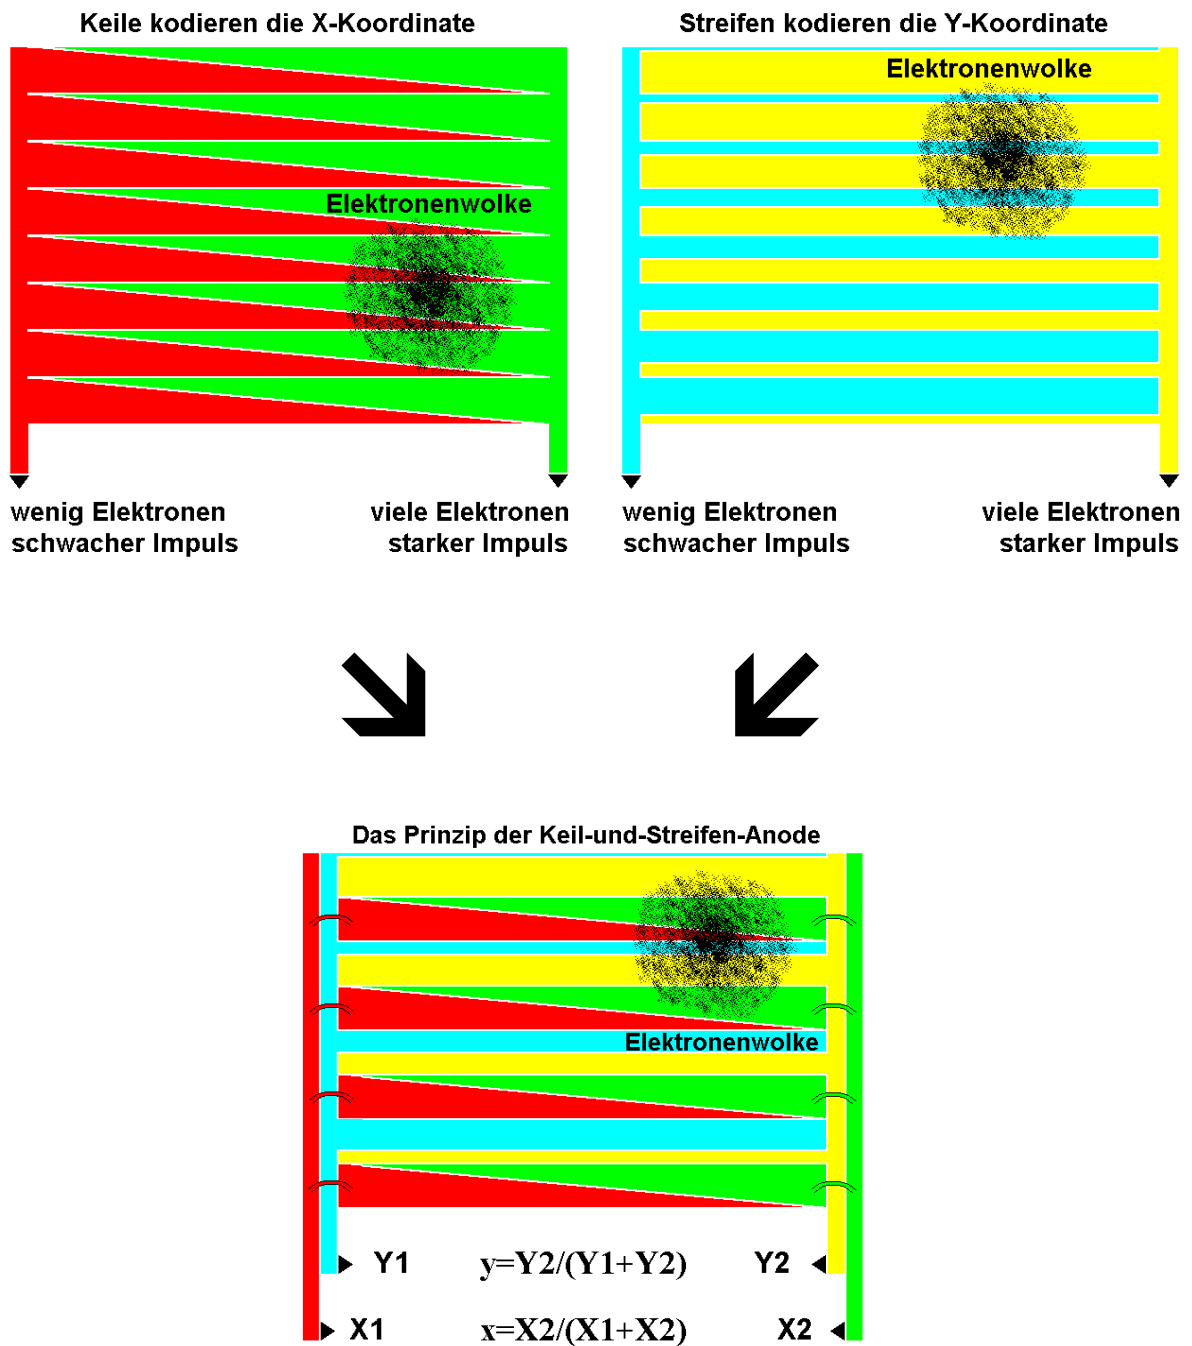 Keile kodieren die X-Koordinate
Streifen kodieren die Y-Koordinate
Elektronenwolke
Elektronenwolke
wenig Elektronen
schwacher Impuls
viele Elektronen
starker Impuls
wenig Elektronen
schwacher Impuls
viele Elektronen
starker Impuls
Das Prinzip der Keil-und-Streifen-Anode
Elektronenwolke
Y1 y=Y2/(Y1+Y2) Y2
X1 x=X2/(X1+X2) X2